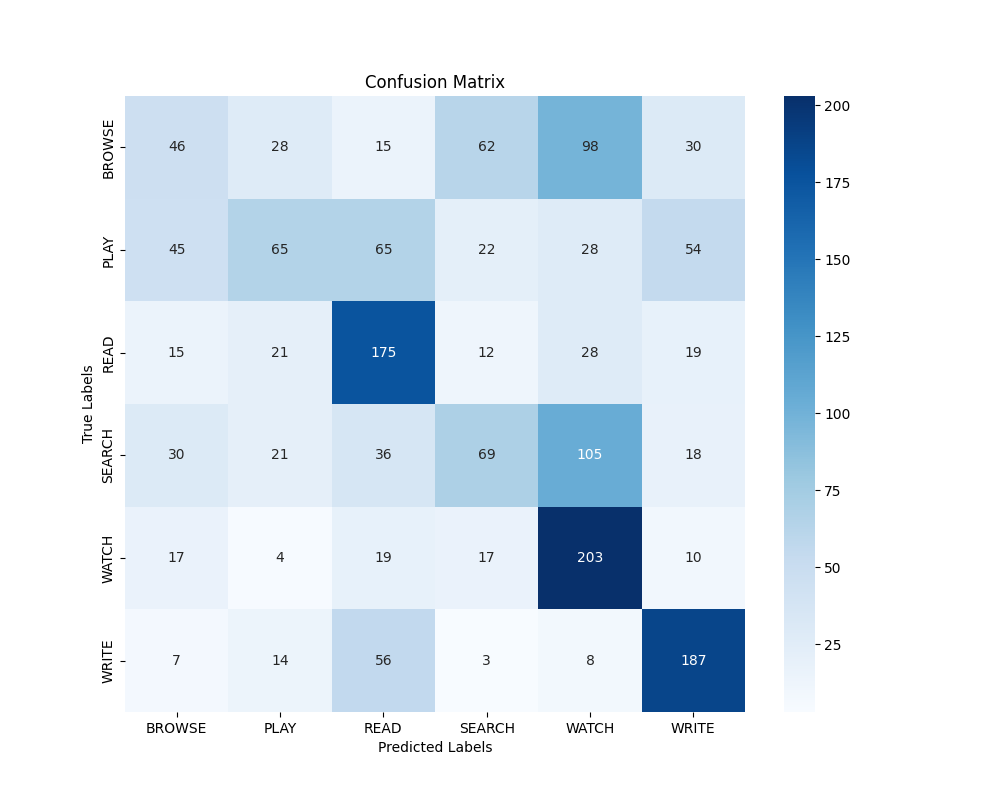 Confusion Matrix
BROWSE 46 28 15 62 98 30
PLAY 45 65 65 22 28 54
READ 15 21 175 12 28 19
SEARCH 30 21 36 69 105 18
WATCH 17 4 19 17 203 10
WRITE 7 14 56 3 8 187
BROWSE PLAY READ SEARCH WATCH WRITE
Predicted Labels
True Labels
200
175
150
125
100
75
50
25